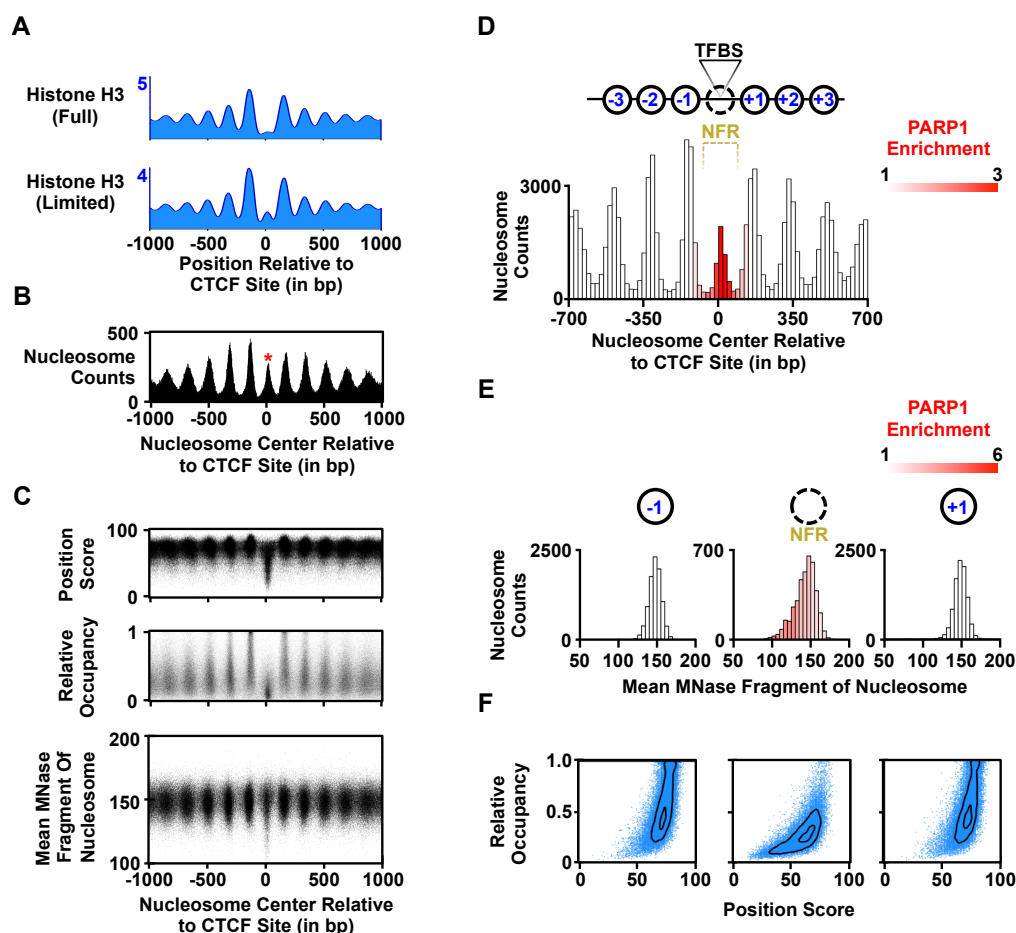 A
5
Histone H3
(Full)
4
Histone H3
(Limited)
-1000 -500 0 500 1000
Position Relative to
CTCF Site (in bp)
B
500
Nucleosome
Counts
*
0
-1000 -500 0 500 1000
Nucleosome Center Relative
to CTCF Site (in bp)
C
100
Position
Score
0
1
Relative
Occupancy
0
200
Mean MNase
Fragment Of
Nucleosome
150
100
-1000 -500 0 500 1000
Nucleosome Center Relative
to CTCF Site (in bp)
D
TFBS
-3 -2 -1 +1 +2 +3
NFR
PARP1
Enrichment
1 3
3000
Nucleosome
Counts
0
-700 -350 0 350 700
Nucleosome Center Relative
to CTCF Site (in bp)
E
PARP1
Enrichment
1 6
-1 +1
NFR
2500 700 2500
Nucleosome
Counts
0 0 0
50 100 150 200 50 100 150 200 50 100 150 200
Mean MNase Fragment of Nucleosome
F
1.0
Relative
Occupancy
0.5
0
0 50 100 0 50 100 0 50 100
Position Score